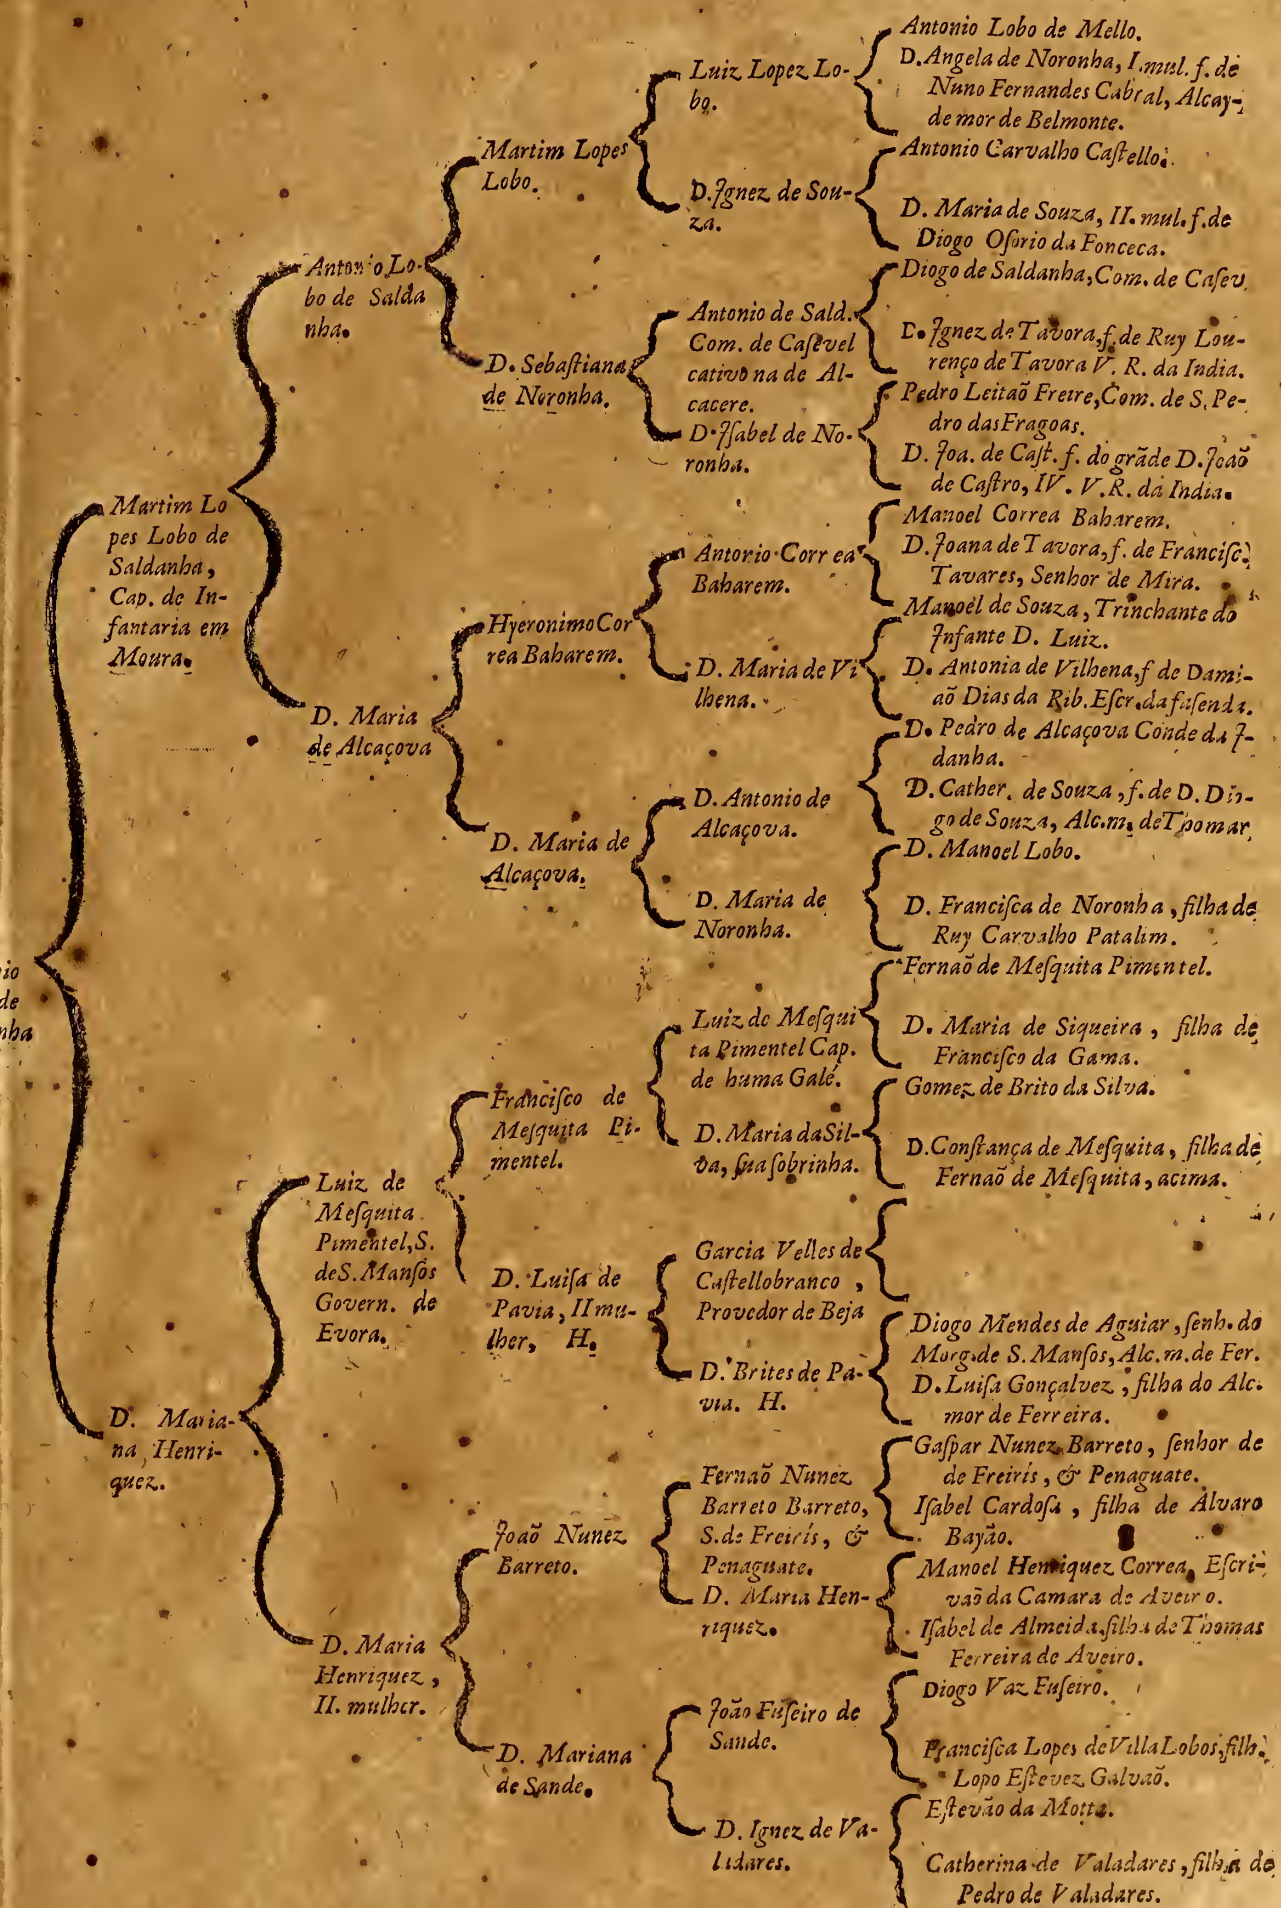 nio
de
nha
Martim Lo
pes Lobo de
Saldanha,
Cap. de In-
fantaria em
Moura.
D. Maria-
na Henri-
quez.
Antonio Lo-
bo de Salda
nha.
D. Maria
de Alcaçova
Luiz de
Meſquita
Pimentel, S.
de S. Manſos
Govern. de
Evora.
D. Maria
Henriquez,
II. mulher.
Martim Lopes
Lobo.
D. Sebaſtiana
de Noronha.
Hyeronimo Cor
rea Baharem.
D. Maria de
Alcaçova.
Franciſco de
Meſquita Pi-
mentel.
D. Luiſa de
Pavia, II mu-
lher, H.
Joaõ Nunez
Barreto.
D. Mariana
de Sande.
Luiz Lopez Lo-
bo.
D. Ignez de Sou-
za.
Antonio de Sald.
Com. de Caſével
cativo na de Al-
cacere.
D. Iſabel de No-
ronha.
Antonio Correa
Baharem.
D. Maria de Vi
lhena.
D. Antonio de
Alcaçova.
D. Maria de
Noronha.
Luiz de Meſqui
ta Pimentel Cap.
de huma Galé.
D. Maria da Sil-
va, ſua ſobrinha.
Garcia Velles de
Caſtellobranco,
Provedor de Beja
D. Brites de Pa-
via. H.
Fernaõ Nunez
Barreto Barreto,
S. de Freirís, &
Penaguate.
D. Maria Hen-
riquez.
João Fuſeiro de
Sande.
D. Ignez de Va-
lidares.
Antonio Lobo de Mello.
D. Angela de Noronha, I. mul. f. de
Nuno Fernandes Cabral, Alcay-
de mor de Belmonte.
Antonio Carvalho Caſtello.
D. Maria de Souza, II. mul. f. de
Diogo Oſorio da Fonceca.
Diogo de Saldanha, Com. de Caſev.
D. Ignez de Tavora, f. de Ruy Lou-
renço de Tavora V. R. da India.
Pedro Leitaõ Freire, Com. de S. Pe-
dro das Fragoas.
D. Joa. de Caſt. f. do grãde D. Joaõ
de Caſtro, IV. V. R. da India.
Manoel Correa Baharem.
D. Joana de Tavora, f. de Franciſc.
Tavares, Senhor de Mira.
Manoel de Souza, Trinchante do
Infante D. Luiz.
D. Antonia de Vilhena, f de Dami-
aõ Dias da Rib. Eſcr. da faſenda.
D. Pedro de Alcaçova Conde da I-
danha.
D. Cather. de Souza, f. de D. Dio-
go de Souza, Alc. m. de Thomar
D. Manoel Lobo.
D. Franciſca de Noronha, filha de
Ruy Carvalho Patalim.
Fernaõ de Meſquita Pimentel.
D. Maria de Siqueira, filha de
Franciſco da Gama.
Gomez de Brito da Silva.
D. Conſtança de Meſquita, filha de
Fernaõ de Meſquita, acima.
Diogo Mendes de Aguiar, ſenh. do
Morg. de S. Manſos, Alc. m. de Fer.
D. Luiſa Gonçalvez, filha do Alc.
mor de Ferreira.
Gaſpar Nunez Barreto, ſenhor de
de Freirís, & Penaguate.
Iſabel Cardoſa, filha de Alvaro
Bayão.
Manoel Henriquez Correa, Eſcri-
vaõ da Camara de Aveiro.
Iſabel de Almeida, filha de Thomas
Ferreira de Aveiro.
Diogo Vaz Fuſeiro.
Franciſca Lopes de Villa Lobos, filh.
Lopo Eſtevez Galvaõ.
Eſtevão da Motta.
Catherina de Valadares, filha de
Pedro de Valadares.